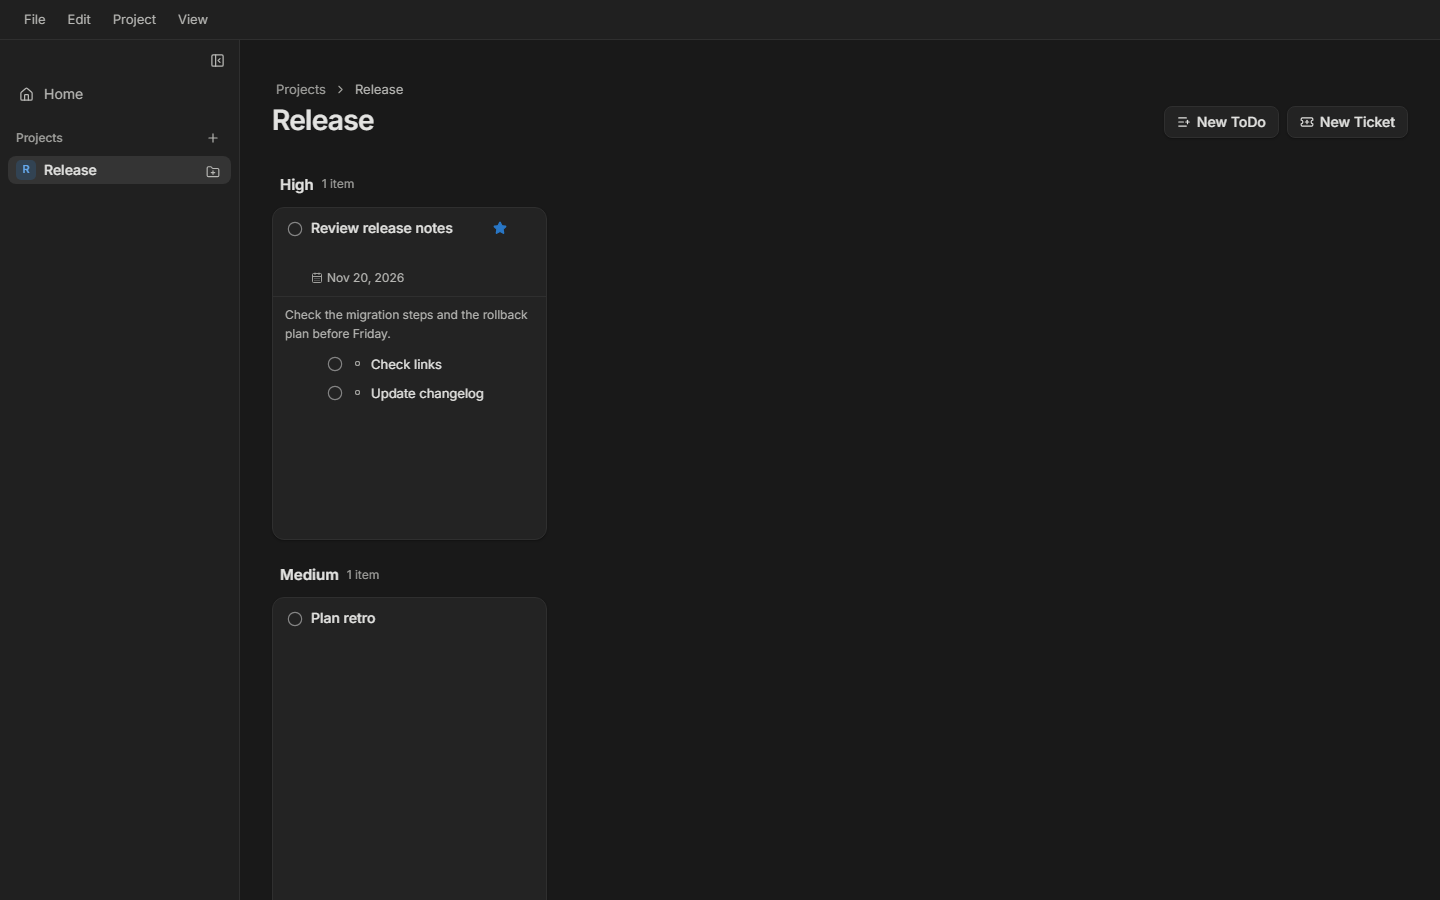 File Edit Project View
Home
Projects
R Release
Projects > Release
Release
New ToDo New Ticket
High 1 item
Review release notes
Nov 20, 2026
Check the migration steps and the rollback
plan before Friday.
Check links
Update changelog
Medium 1 item
Plan retro